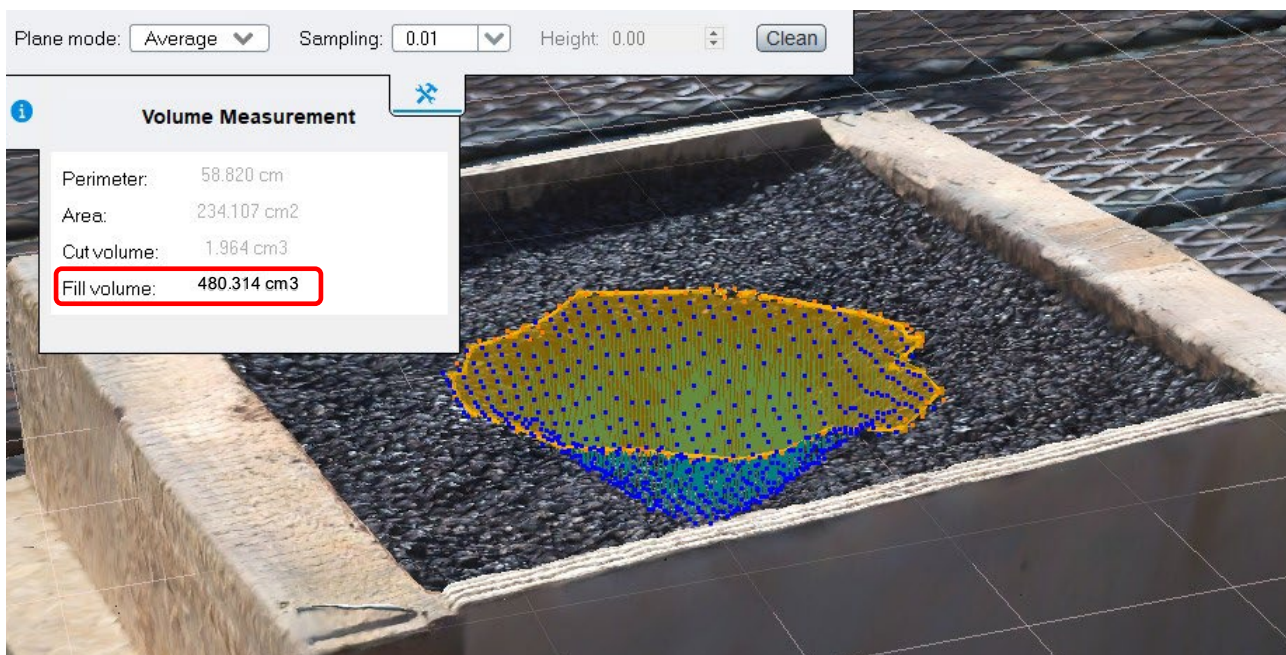 Plane mode: Average Sampling: 0.01 Height: 0.00 Clean
Volume Measurement
Perimeter: 58.820 cm
Area: 234.107 cm2
Cut volume: 1.964 cm3
Fill volume: 480.314 cm3